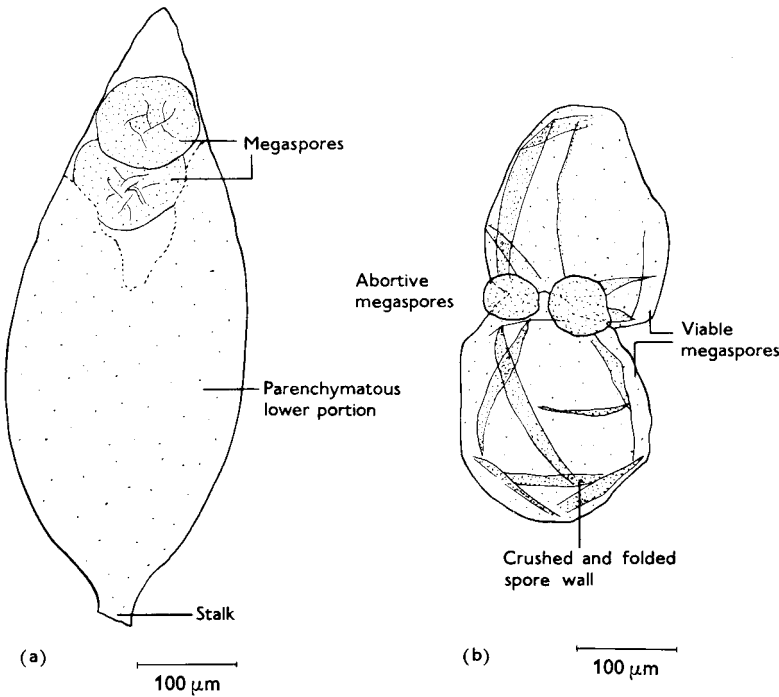 Megaspores
Parenchymatous
lower portion
Stalk
(a)
100 μm
Abortive
megaspores
Viable
megaspores
Crushed and folded
spore wall
(b)
100 μm